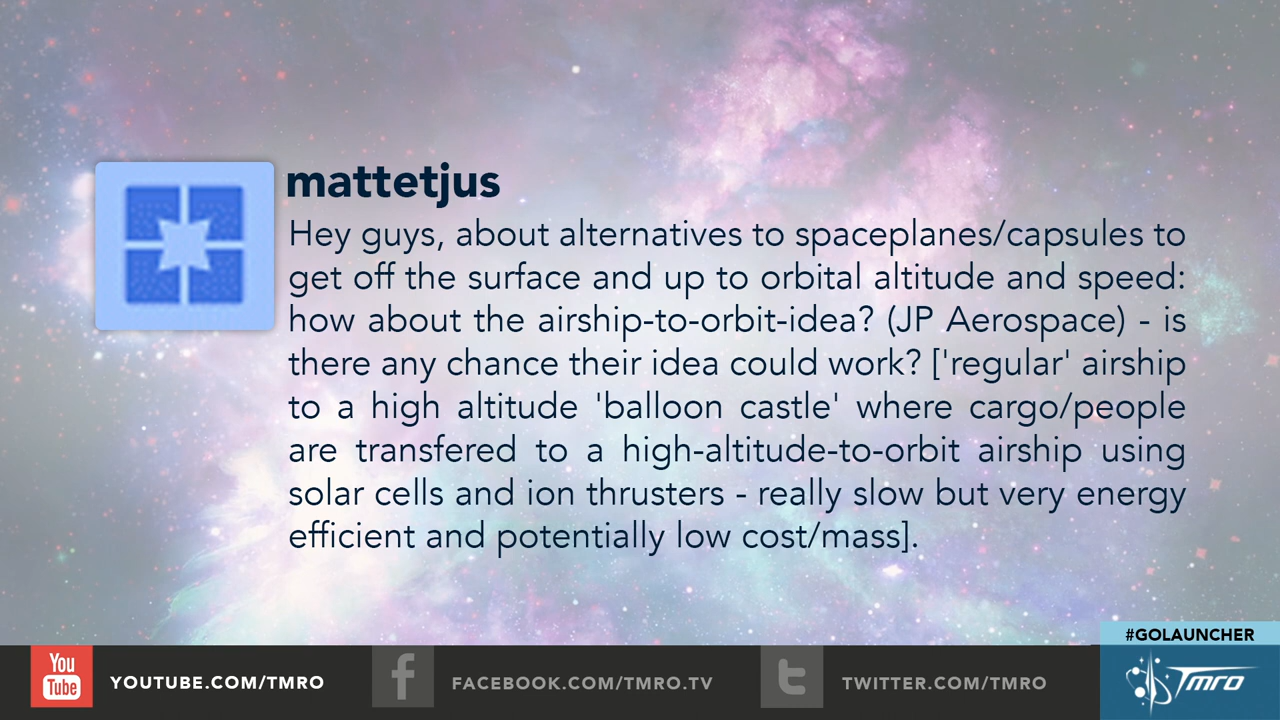 mattetjus
Hey guys, about alternatives to spaceplanes/capsules to
get off the surface and up to orbital altitude and speed:
how about the airship-to-orbit-idea? (JP Aerospace) - is
there any chance their idea could work? ['regular' airship
to a high altitude 'balloon castle' where cargo/people
are transfered to a high-altitude-to-orbit airship using
solar cells and ion thrusters - really slow but very energy
efficient and potentially low cost/mass].
#GOLAUNCHER
You
Tube
YOUTUBE.COM/TMRO
f
FACEBOOK.COM/TMRO.TV
t
TWITTER.COM/TMRO
Tmro